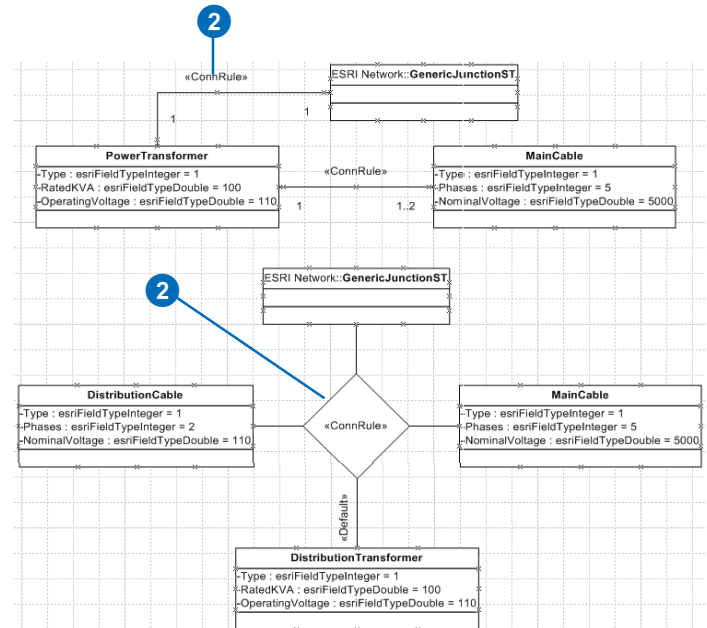 2
«ConnRule»
ESRI Network::GenericJunctionST
1
1
PowerTransformer
-Type : esriFieldTypeInteger = 1
-RatedKVA : esriFieldTypeDouble = 100
-OperatingVoltage : esriFieldTypeDouble = 110
«ConnRule»
1
1..2
MainCable
-Type : esriFieldTypeInteger = 1
-Phases : esriFieldTypeInteger = 5
-NominalVoltage : esriFieldTypeDouble = 5000
2
ESRI Network::GenericJunctionST
DistributionCable
-Type : esriFieldTypeInteger = 1
-Phases : esriFieldTypeInteger = 2
-NominalVoltage : esriFieldTypeDouble = 110
«ConnRule»
MainCable
-Type : esriFieldTypeInteger = 1
-Phases : esriFieldTypeInteger = 5
-NominalVoltage : esriFieldTypeDouble = 5000
«Default»
DistributionTransformer
-Type : esriFieldTypeInteger = 1
-RatedKVA : esriFieldTypeDouble = 100
-OperatingVoltage : esriFieldTypeDouble = 110